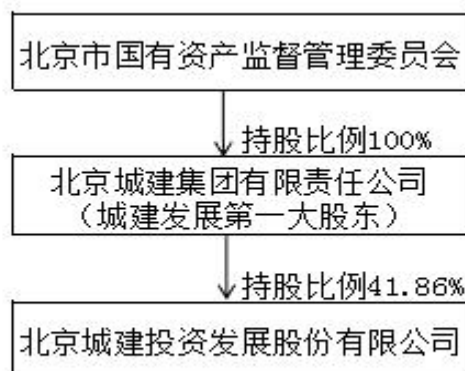 北京市国有资产监督管理委员会
持股比例100%
北京城建集团有限责任公司
（城建发展第一大股东）
持股比例41.86%
北京城建投资发展股份有限公司